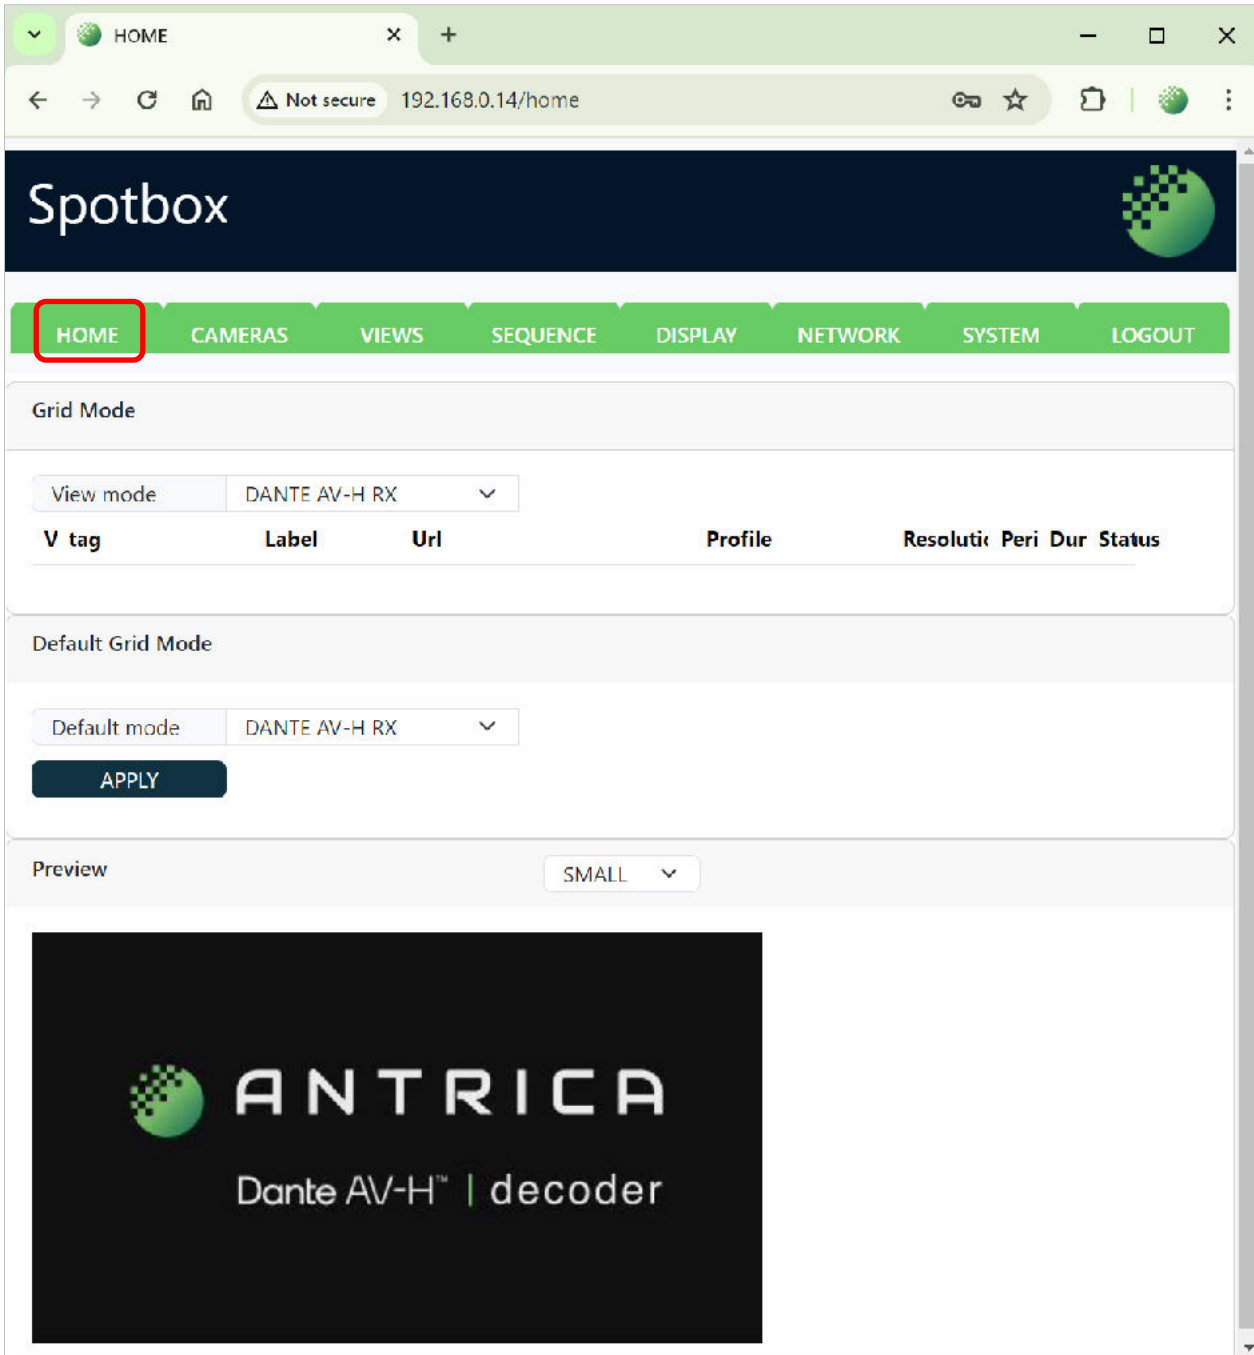 HOME
Not secure 192.168.0.14/home
Spotbox
HOME CAMERAS VIEWS SEQUENCE DISPLAY NETWORK SYSTEM LOGOUT
Grid Mode
View mode DANTE AV-H RX
V tag Label Url Profile Resolutic Peri Dur Status
Default Grid Mode
Default mode DANTE AV-H RX
APPLY
Preview SMALL
ANTRICA
Dante AV-H™ | decoder